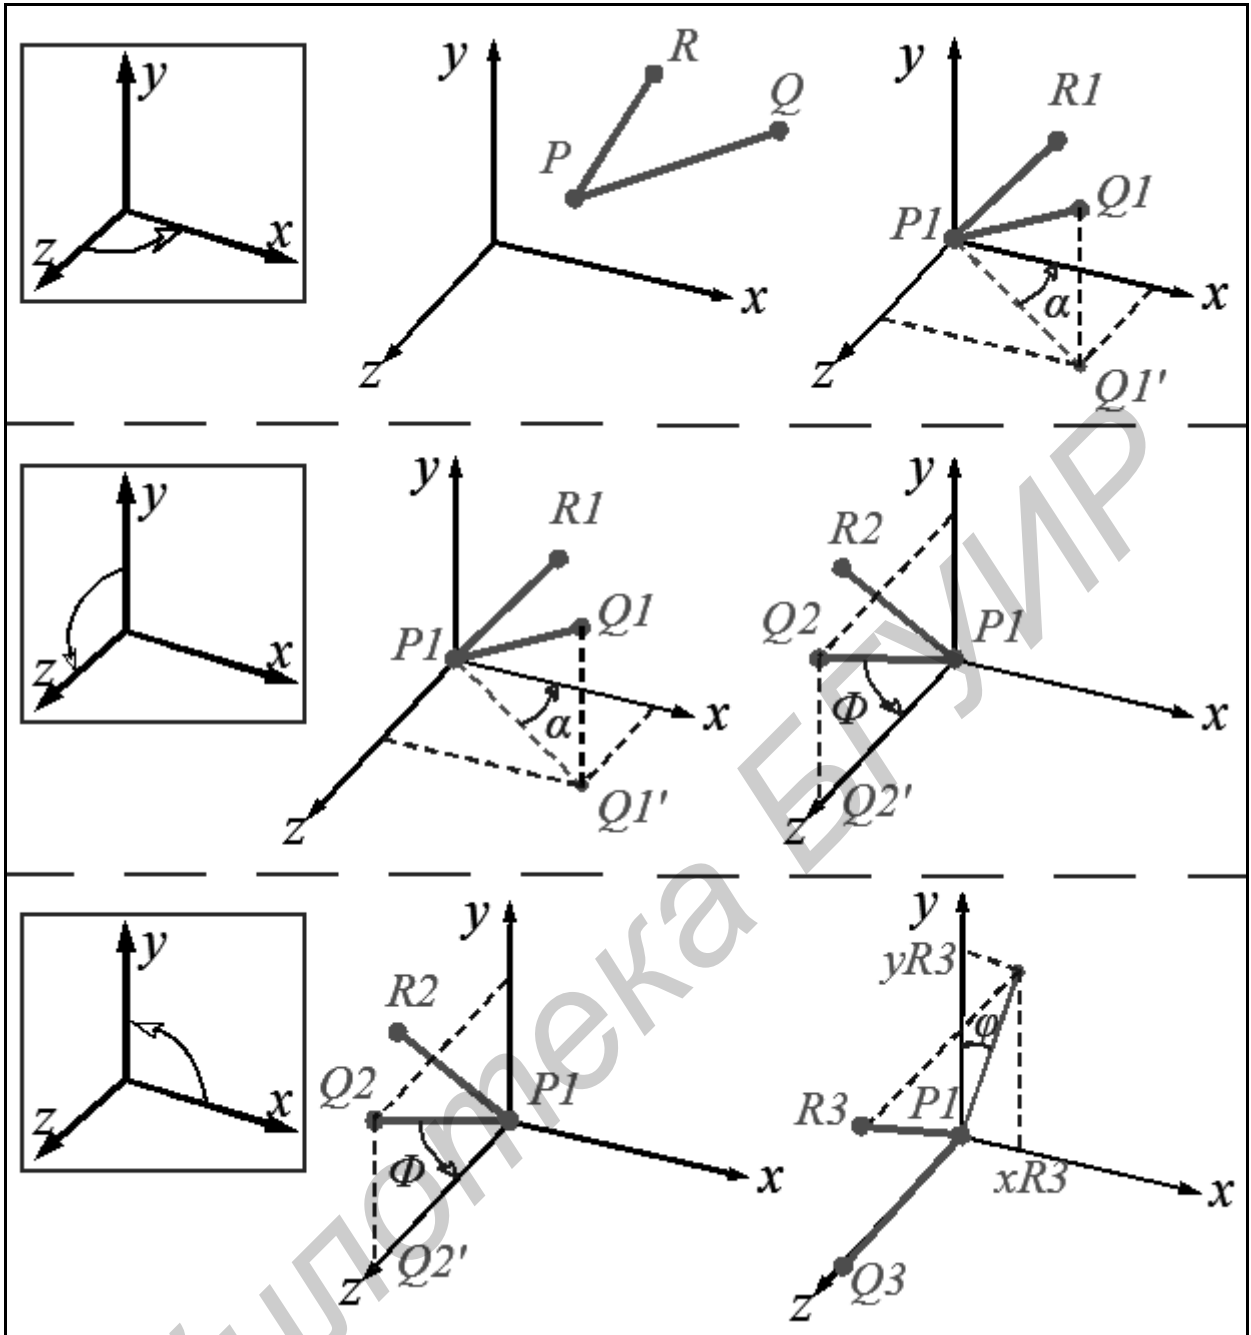 y
x
z
y
x
z
R
Q
P
y
x
z
R1
Q1
P1
α
Q1'
y
x
z
y
x
z
R1
Q1
P1
α
Q1'
y
x
z
R2
Q2
P1
Φ
Q2'
y
x
z
y
x
z
R2
Q2
P1
Φ
Q2'
y
x
z
yR3
φ
R3
P1
xR3
Q3
библиотека БГУИР